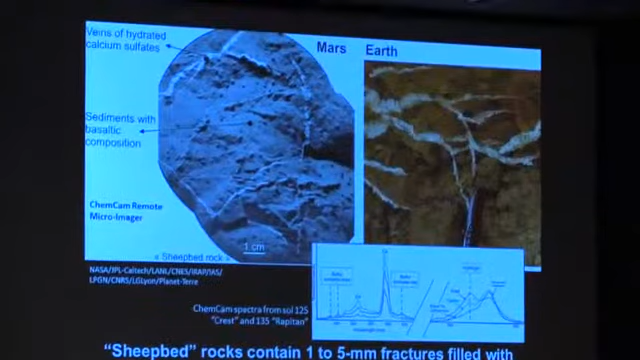 Veins of hydrated
calcium sulfates
Mars Earth
Sediments with
basaltic
composition
ChemCam Remote
Micro-Imager
« Sheepbed rock »
1 cm
NASA/JPL-Caltech/LANL/CNES/IRAP/IAS/
LPGN/CNRS/LGLyon/Planet-Terre
ChemCam spectra from sol 125
"Crest" and 135 "Rapitan"
"Sheepbed" rocks contain 1 to 5-mm fractures filled with